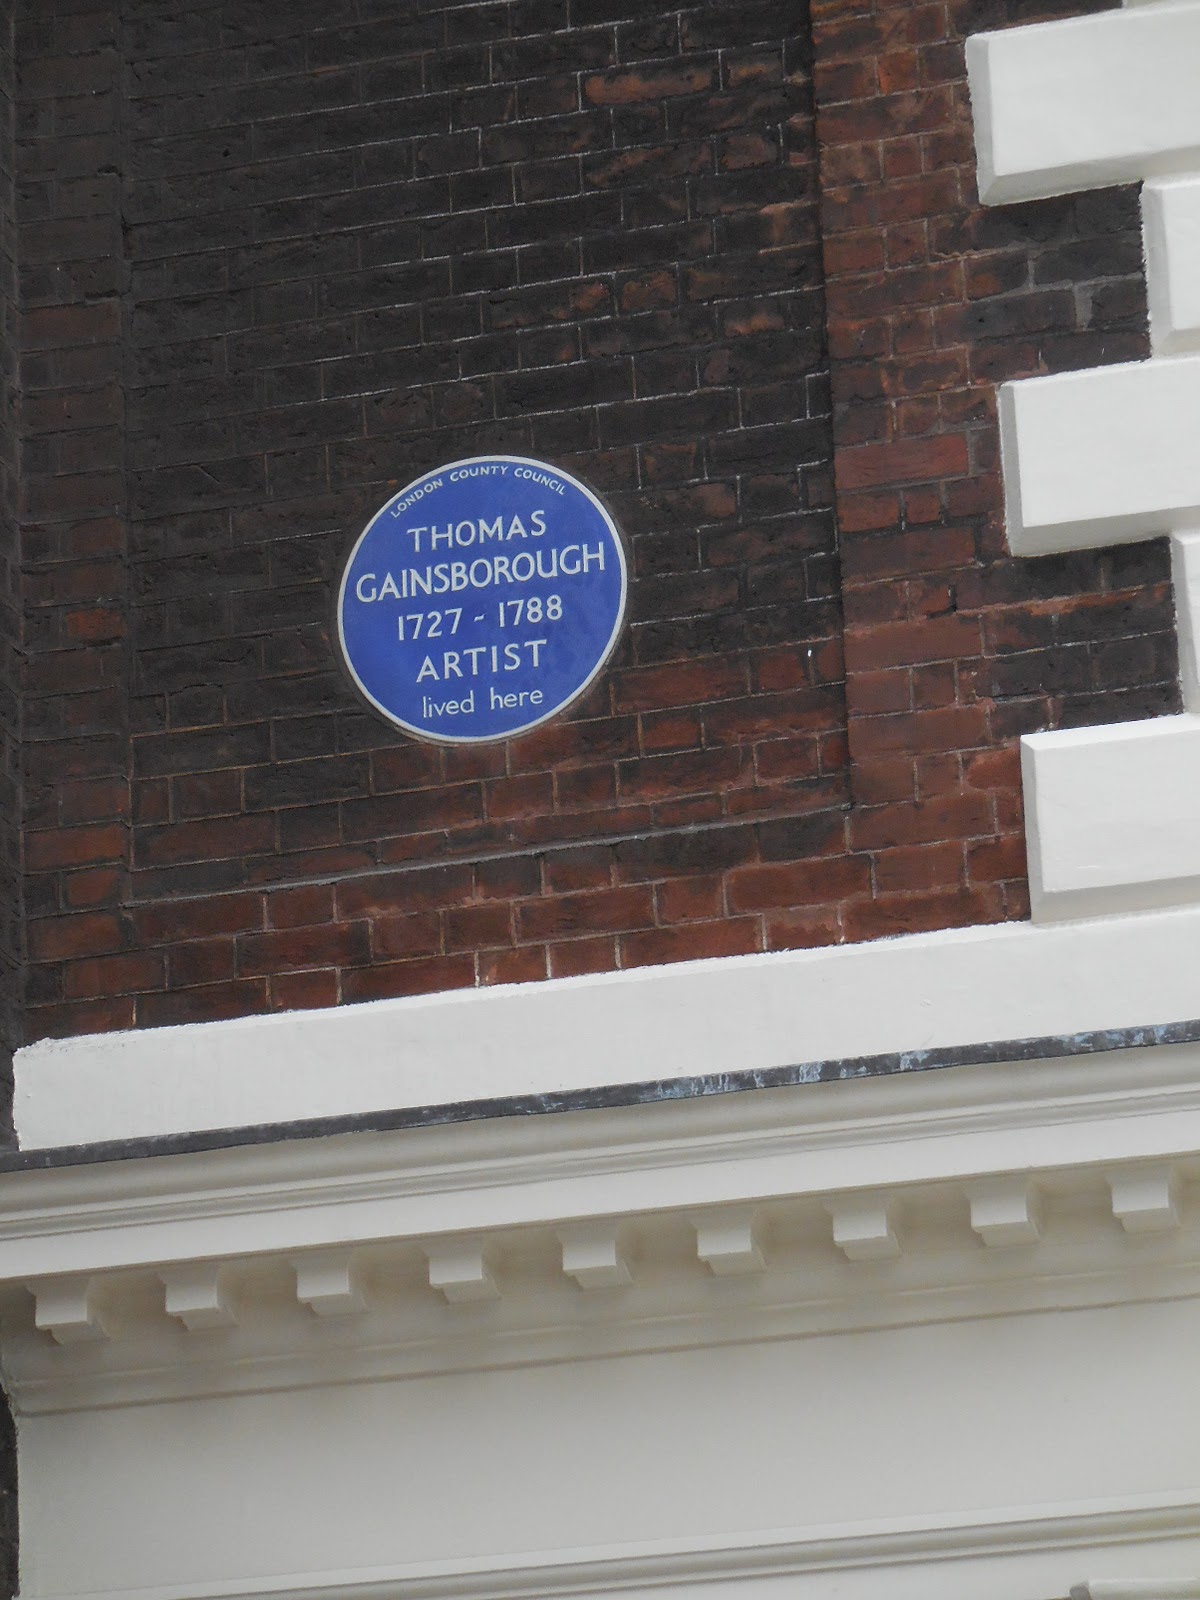 LONDON COUNTY COUNCIL
THOMAS
GAINSBOROUGH
1727 - 1788
ARTIST
lived here